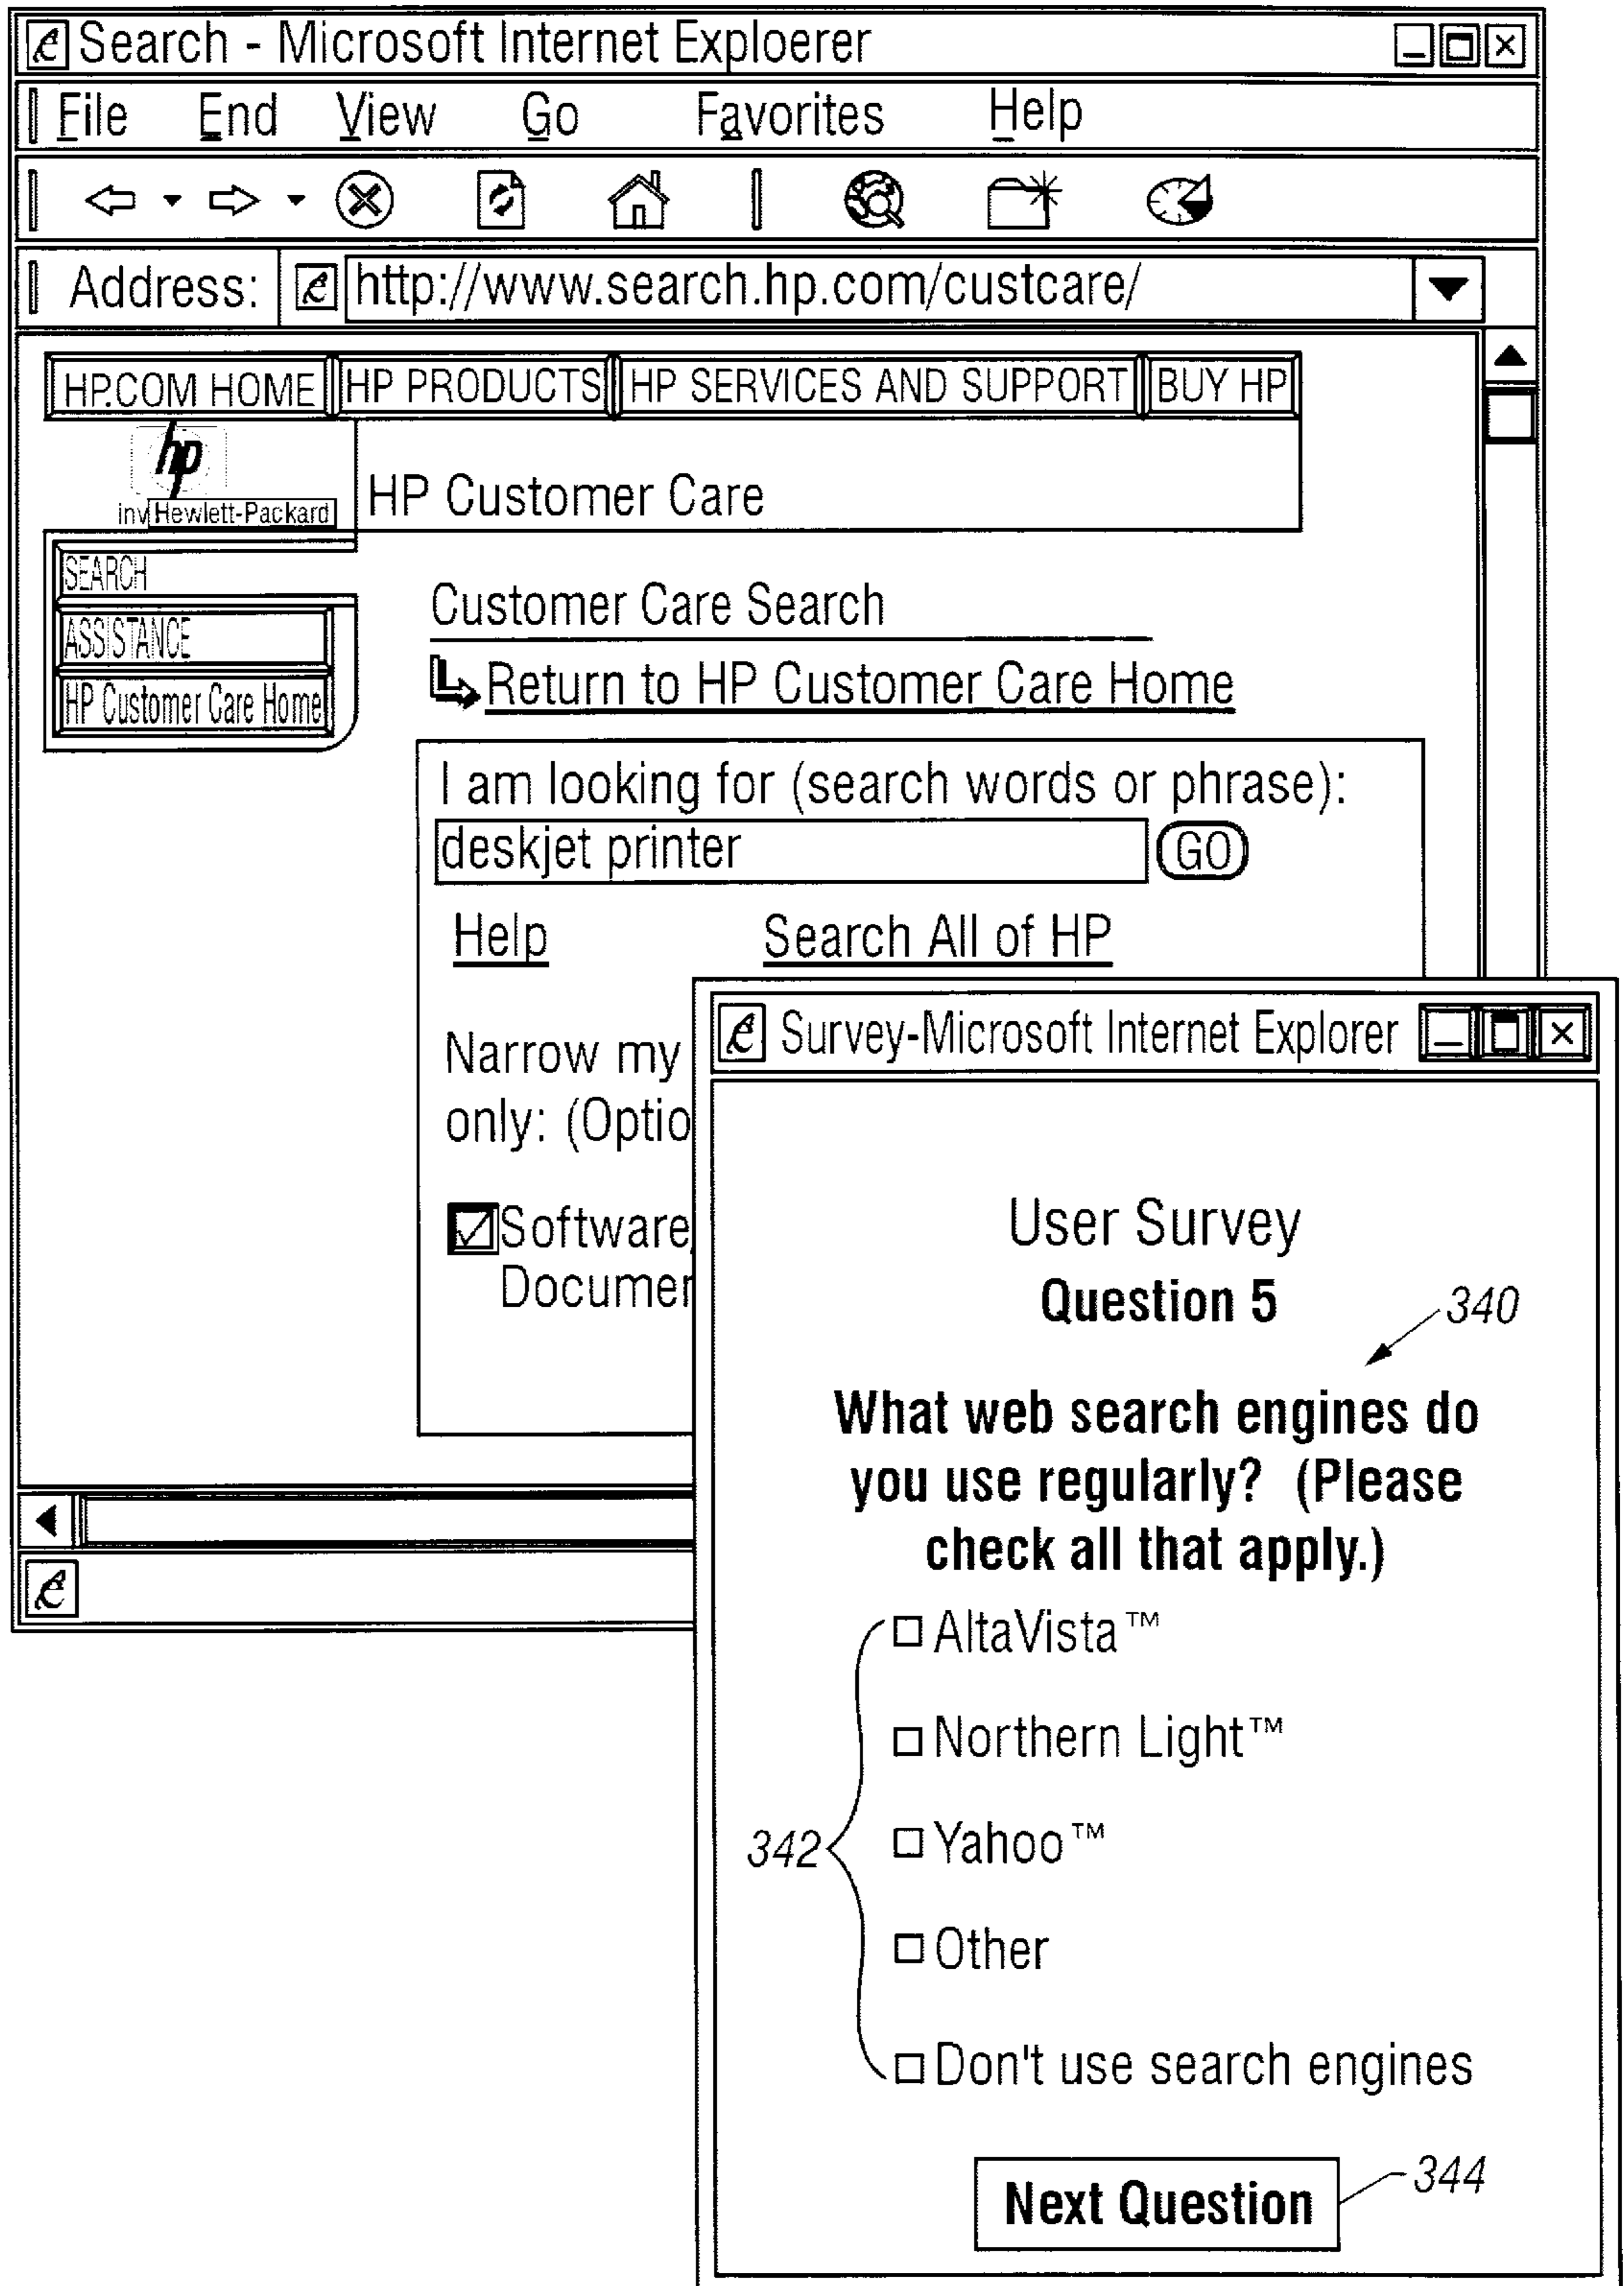 Search - Microsoft Internet Exploerer
File End View Go Favorites Help
Address: http://www.search.hp.com/custcare/
HP.COM HOME HP PRODUCTS HP SERVICES AND SUPPORT BUY HP
hp
inv Hewlett-Packard
HP Customer Care
SEARCH
ASSISTANCE
HP Customer Care Home
Customer Care Search
Return to HP Customer Care Home
I am looking for (search words or phrase):
deskjet printer GO
Help Search All of HP
Narrow my
only: (Optio
Software,
Documen
Survey-Microsoft Internet Explorer
User Survey
Question 5
340
What web search engines do
you use regularly? (Please
check all that apply.)
AltaVista™
Northern Light™
342
Yahoo™
Other
Don't use search engines
Next Question
344